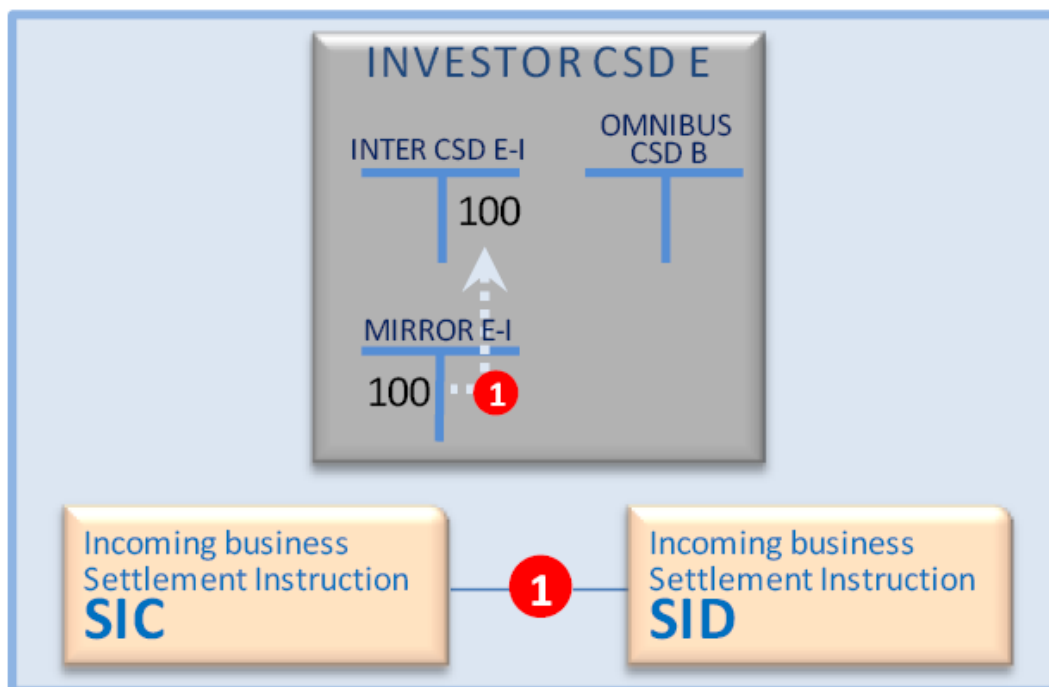 INVESTOR CSD E
INTER CSD E-I
OMNIBUS
CSD B
100
MIRROR E-I
100
1
Incoming business
Settlement Instruction
SIC
1
Incoming business
Settlement Instruction
SID